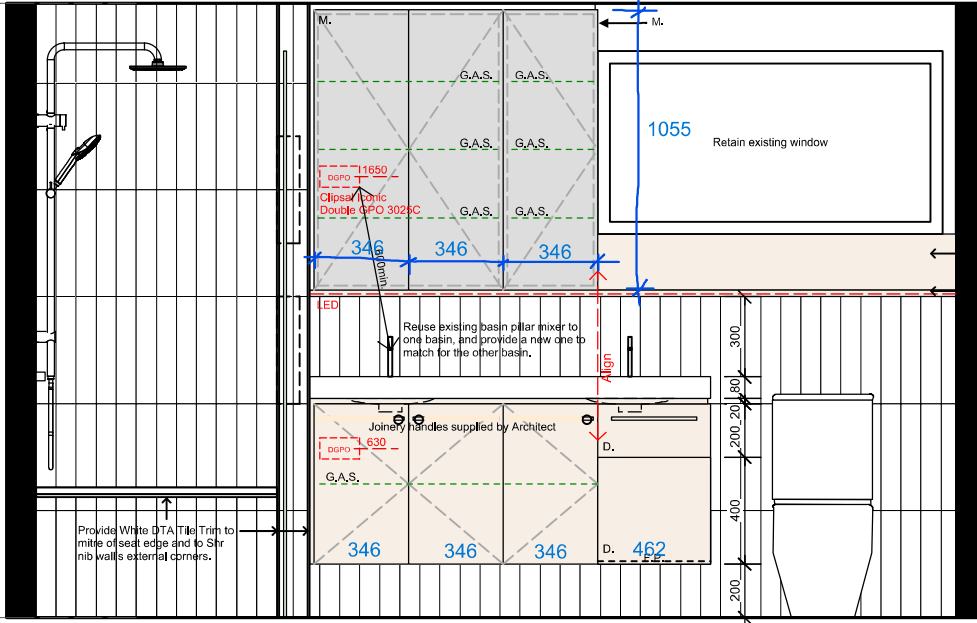 M.
M.
G.A.S.
G.A.S.
1055
Retain existing window
G.A.S.
G.A.S.
DGPO
1650
Clipsal Iconic
Double GPO 3025C
G.A.S.
G.A.S.
346
346
346
600min.
LED
Reuse existing basin pillar mixer to
one basin, and provide a new one to
match for the other basin.
300
Align
80
20
Joinery handles supplied by Architect
200
DGPO
630
D.
G.A.S.
400
Provide White DTA Tile Trim to
mitre of seat edge and to Shr
nib wall's external corners.
346
346
346
D.
462
200